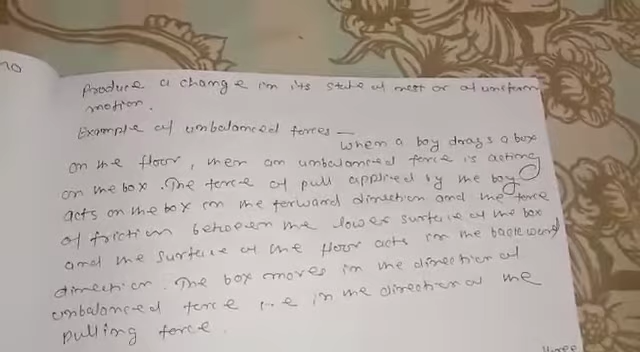 no
Produce a change in its state of rest or of uniform
motion.
Example of unbalanced forces —
When a boy drags a box
on the floor, then an unbalanced force is acting
on the box. The force of pull applied by the boy
acts on the box in the forward direction and the force
of friction between the lower surface of the box
and the surface of the floor acts in the backward
direction. The box moves in the direction of
unbalanced force i.e in the direction of the
pulling force.